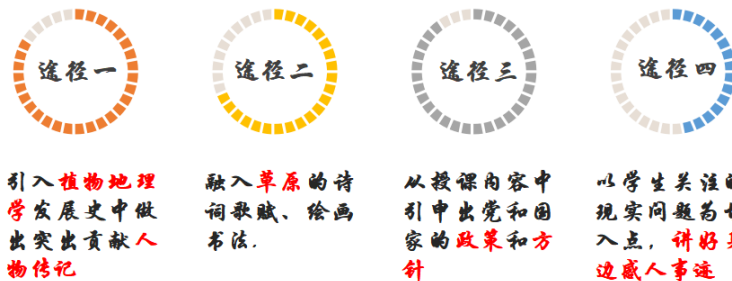 途径一
途径二
途径三
途径四
引入植物地理
学发展史中做
出突出贡献人
物传记
融入草原的诗
词歌赋、绘画
书法.
从授课内容中
引申出党和国
家的政策和方
针
以学生关注
现实问题为
入点，讲好
边感人事迹